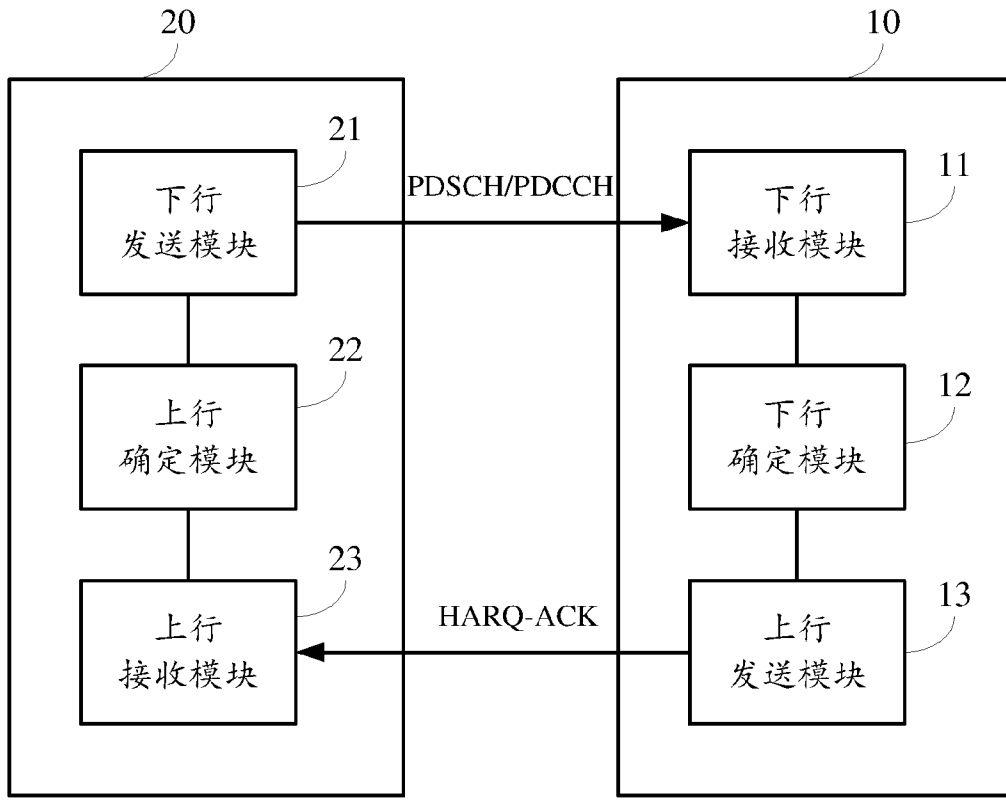 20
10
21
下行
发送模块
PDSCH/PDCCH
11
下行
接收模块
22
上行
确定模块
12
下行
确定模块
23
上行
接收模块
HARQ-ACK
13
上行
发送模块